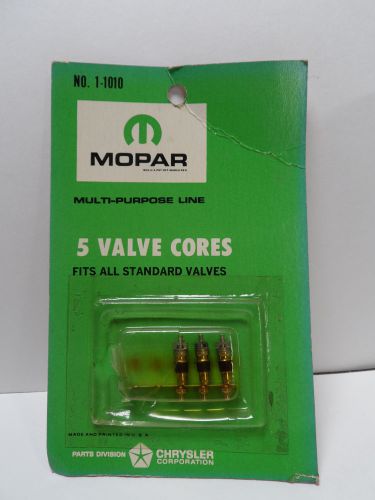 NO. 1-1010
MOPAR
MULTI-PURPOSE LINE
5 VALVE CORES
FITS ALL STANDARD VALVES
MADE AND PRINTED IN U.S.A.
PARTS DIVISION CHRYSLER
CORPORATION